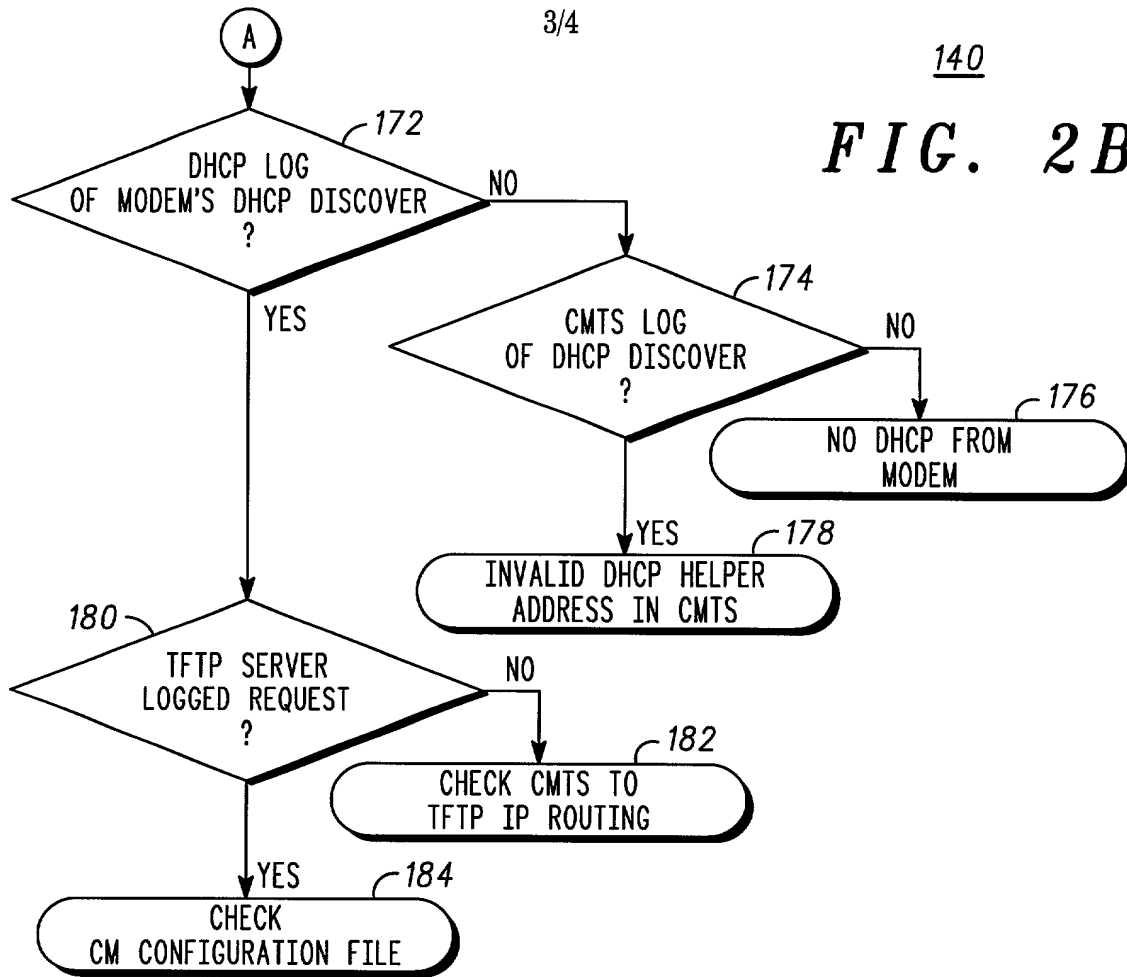 3/4
140
FIG. 2B
A
172
DHCP LOG
OF MODEM'S DHCP DISCOVER
?
NO
YES
174
CMTS LOG
OF DHCP DISCOVER
?
NO
176
NO DHCP FROM
MODEM
YES
178
INVALID DHCP HELPER
ADDRESS IN CMTS
180
TFTP SERVER
LOGGED REQUEST
?
NO
182
CHECK CMTS TO
TFTP IP ROUTING
YES
184
CHECK
CM CONFIGURATION FILE